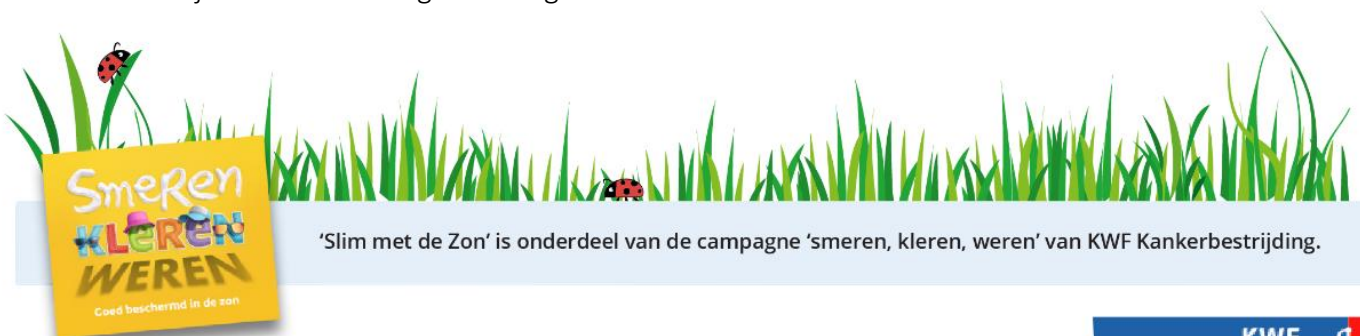 SmeReN
KLEREN
WEREN
Goed beschermd in de zon
'Slim met de Zon' is onderdeel van de campagne 'smeren, kleren, weren' van KWF Kankerbestrijding.
KWF